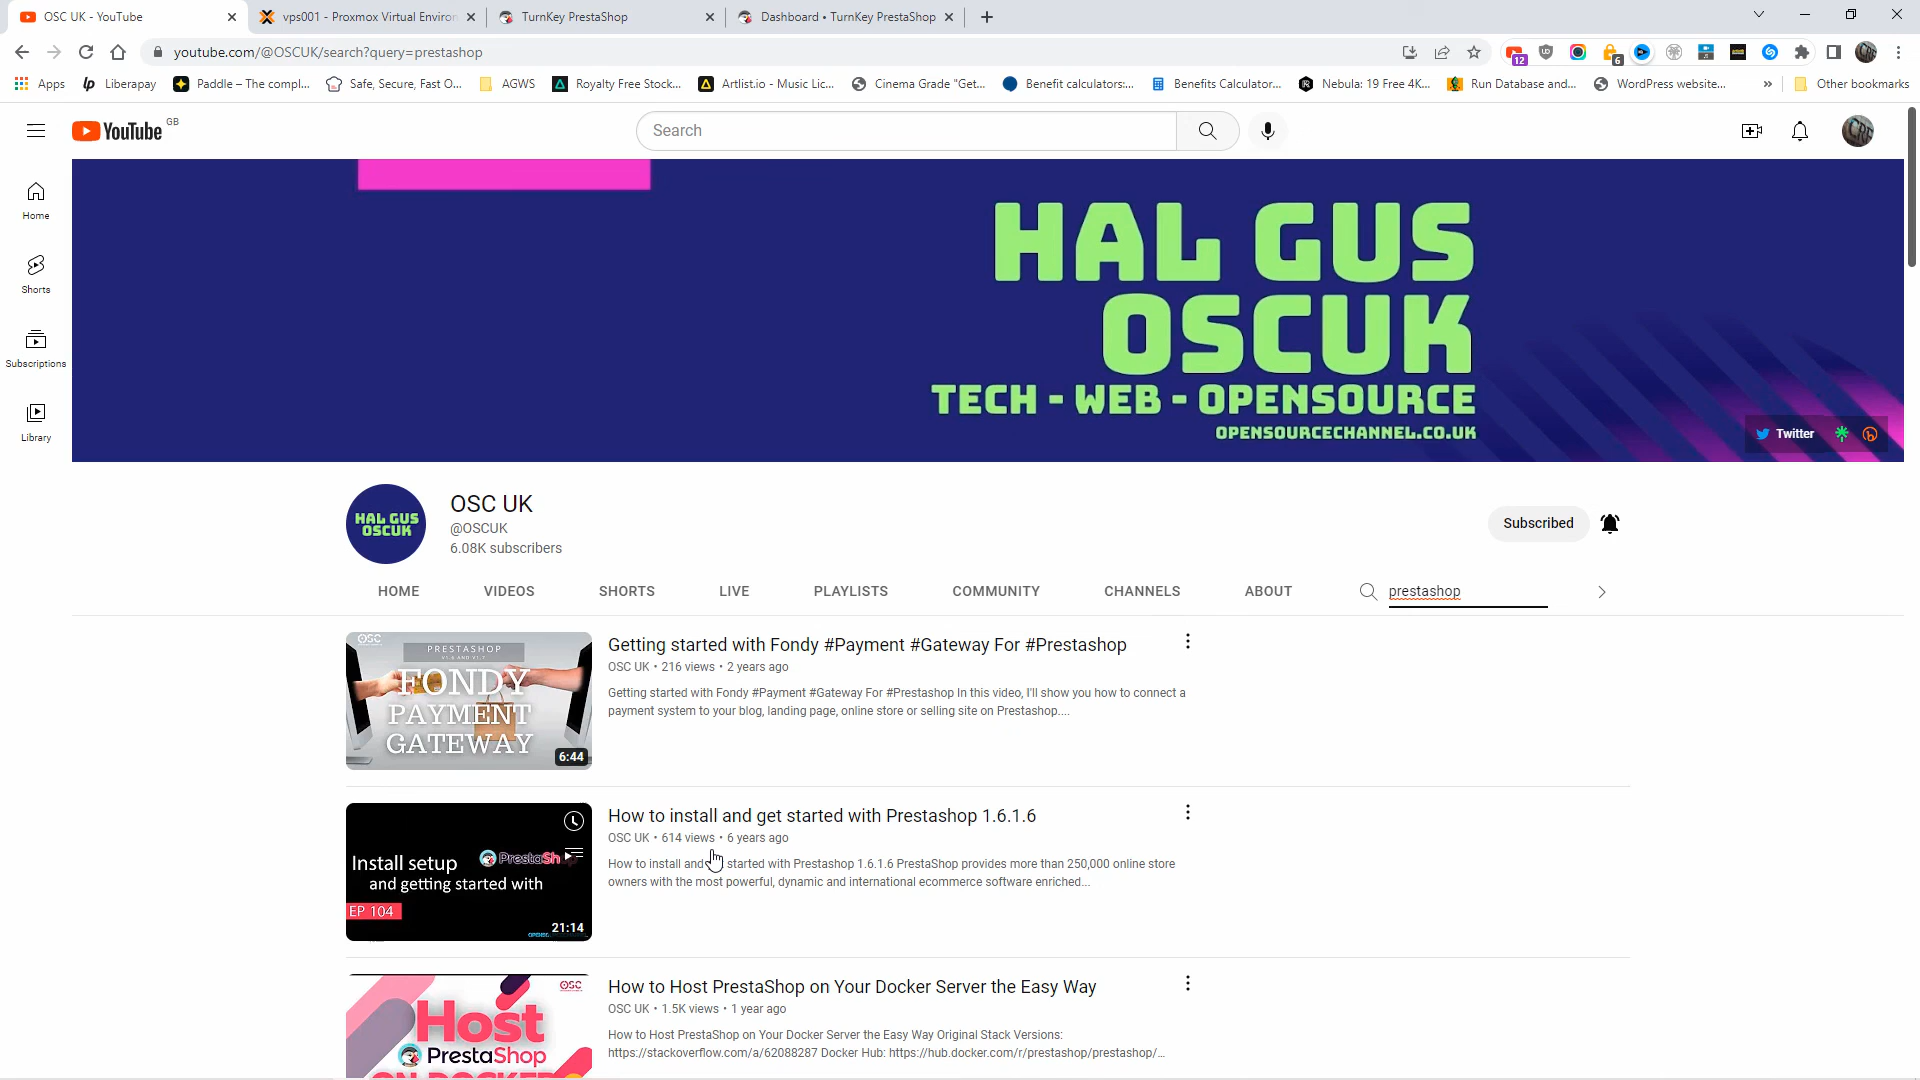 OSC UK - YouTube
vps001 - Proxmox Virtual Environ
TurnKey PrestaShop
Dashboard • TurnKey PrestaShop
youtube.com/@OSCUK/search?query=prestashop
12
6
Apps
Liberapay
Paddle – The compl...
Safe, Secure, Fast O...
AGWS
Royalty Free Stock...
Artlist.io - Music Lic...
Cinema Grade "Get...
Benefit calculators:...
Benefits Calculator...
Nebula: 19 Free 4K...
Run Database and...
WordPress website...
»
Other bookmarks
YouTube GB
Search
Home
Shorts
Subscriptions
Library
HAL GUS
OSCUK
TECH - WEB - OPENSOURCE
OPENSOURCECHANNEL.CO.UK
Twitter
HAL GUS
OSCUK
OSC UK
@OSCUK
6.08K subscribers
Subscribed
HOME
VIDEOS
SHORTS
LIVE
PLAYLISTS
COMMUNITY
CHANNELS
ABOUT
prestashop
OSC
PRESTASHOP
FONDY
PAYMENT
GATEWAY
6:44
Getting started with Fondy #Payment #Gateway For #Prestashop
OSC UK • 216 views • 2 years ago
Getting started with Fondy #Payment #Gateway For #Prestashop In this video, I'll show you how to connect a
payment system to your blog, landing page, online store or selling site on Prestashop....
Install setup
PrestaSh
and getting started with
EP 104
21:14
How to install and get started with Prestashop 1.6.1.6
OSC UK • 614 views • 6 years ago
How to install and started with Prestashop 1.6.1.6 PrestaShop provides more than 250,000 online store
owners with the most powerful, dynamic and international ecommerce software enriched...
OSC
Host
PrestaShop
ON DOCKER
How to Host PrestaShop on Your Docker Server the Easy Way
OSC UK • 1.5K views • 1 year ago
How to Host PrestaShop on Your Docker Server the Easy Way Original Stack Versions:
https://stackoverflow.com/a/62088287 Docker Hub: https://hub.docker.com/r/prestashop/prestashop/...